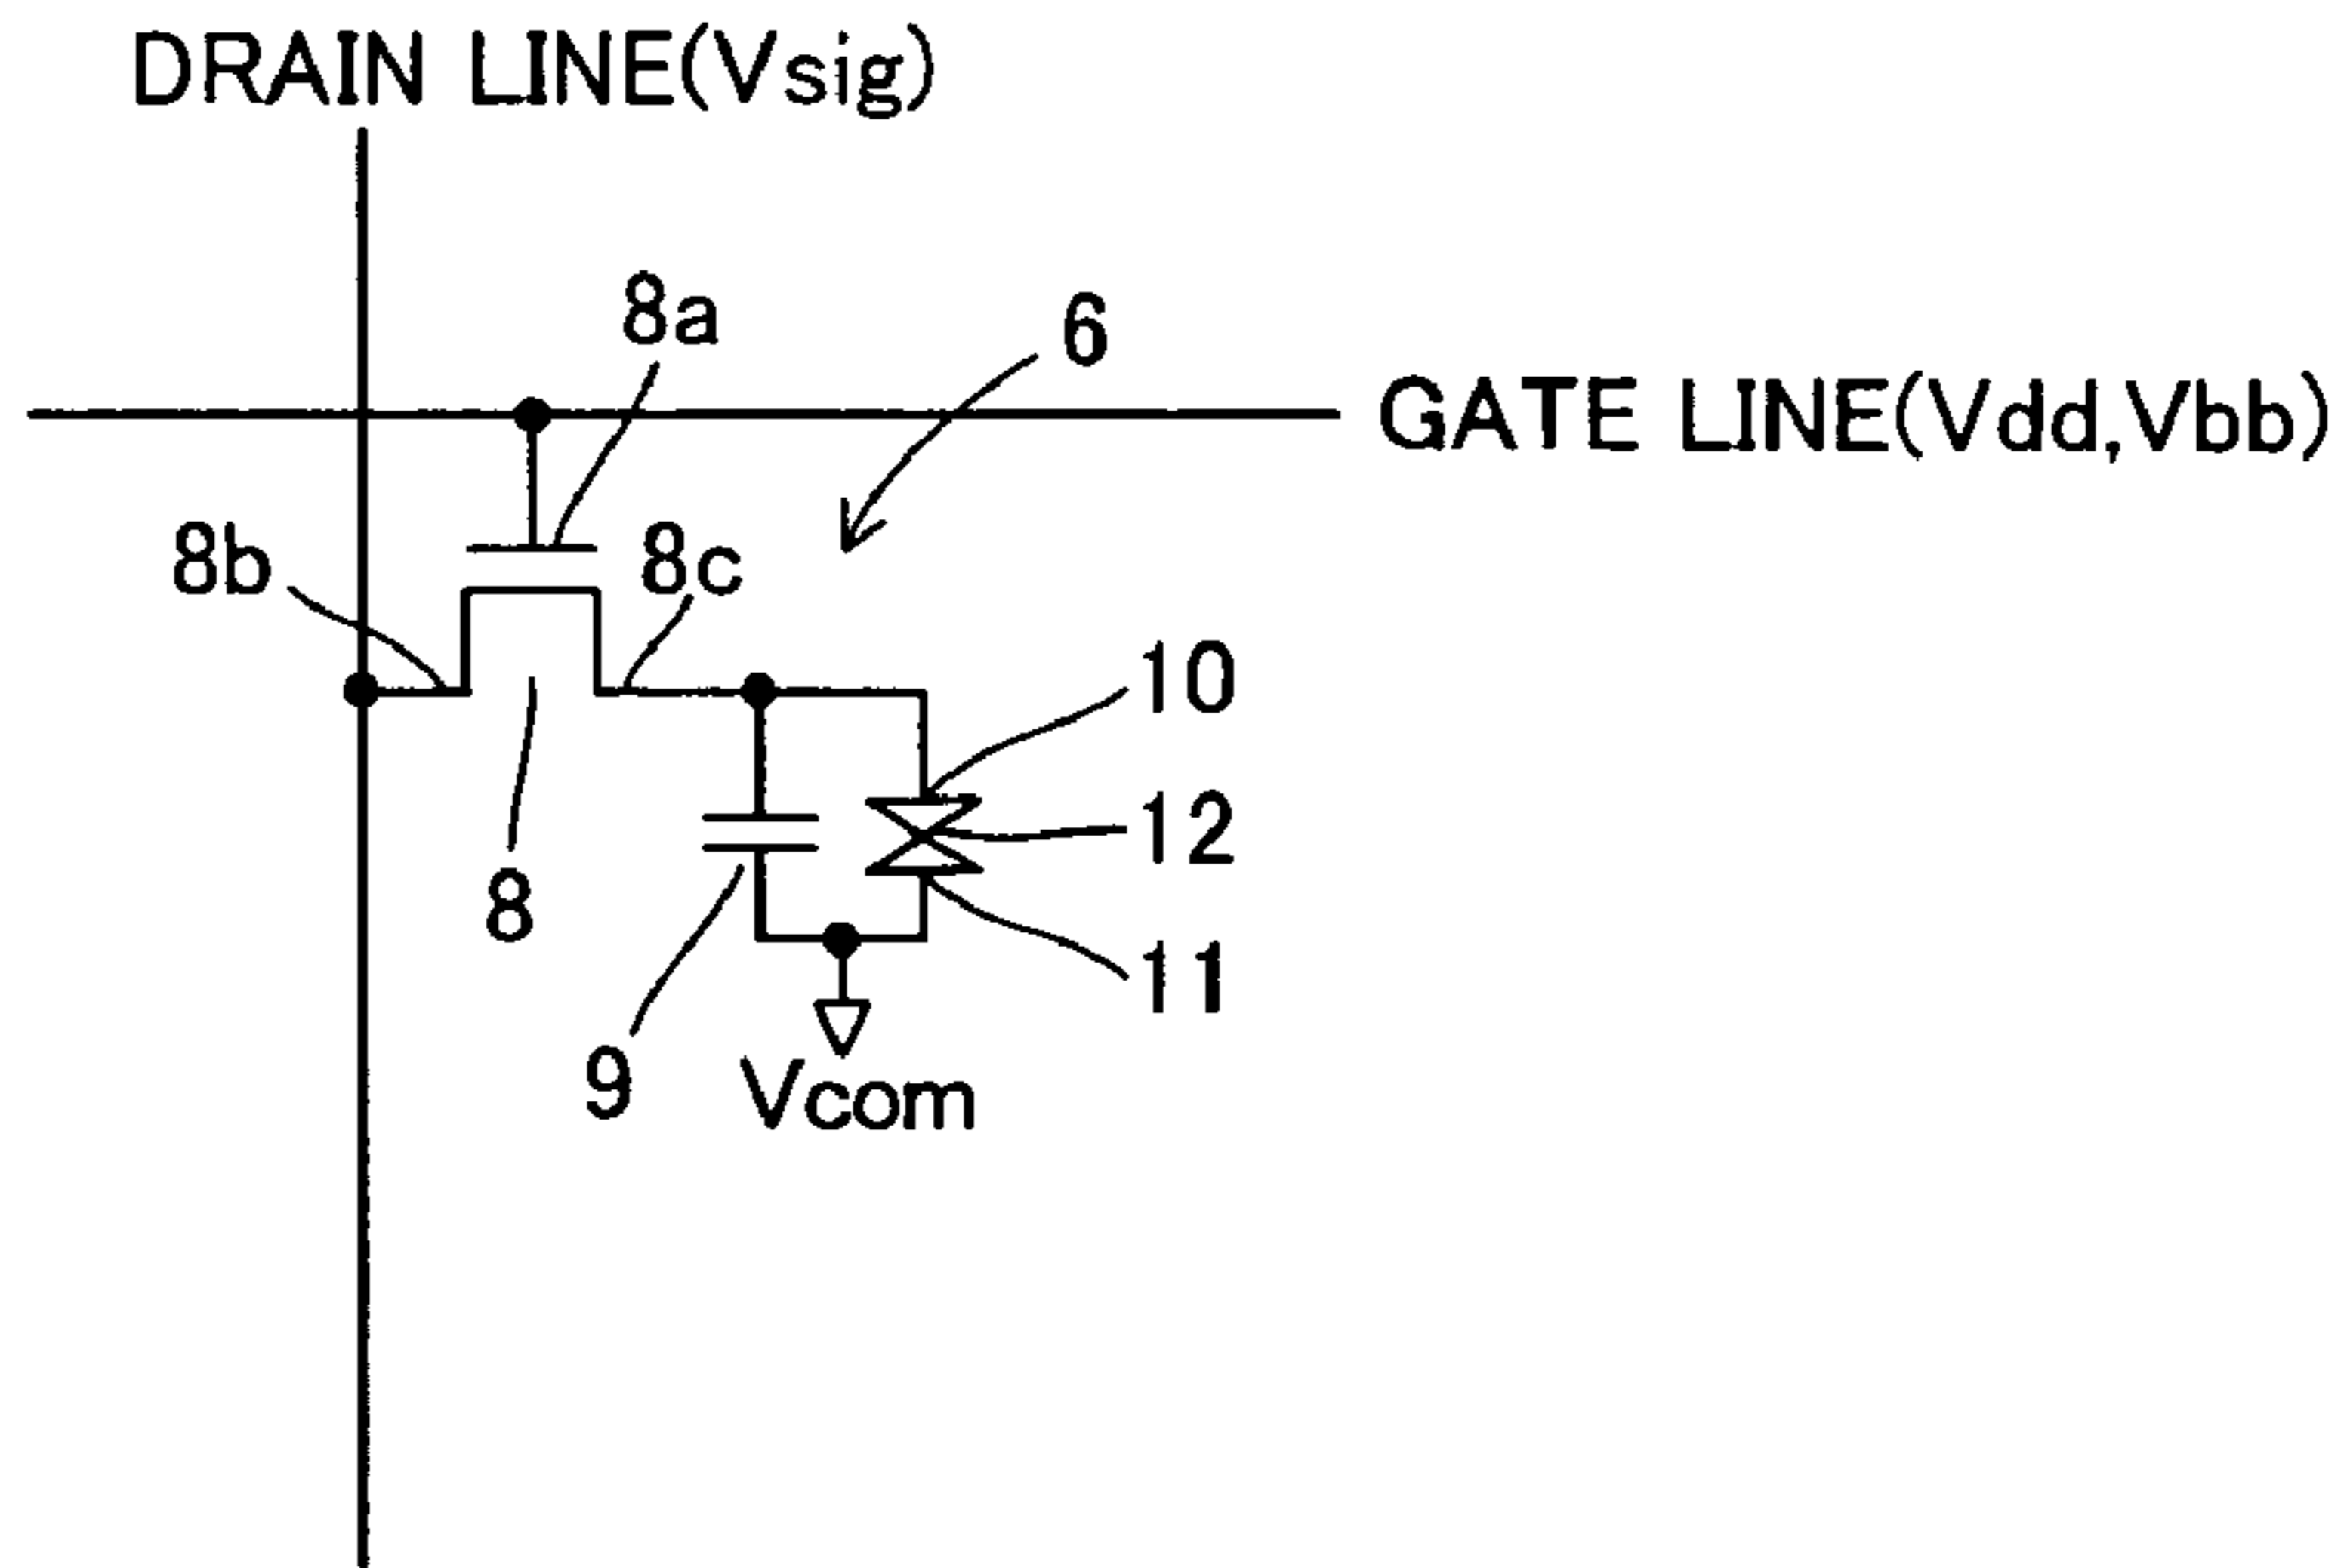 DRAIN LINE(Vsig)
8a
6
GATE LINE(Vdd,Vbb)
8b
8c
10
12
8
11
9
Vcom